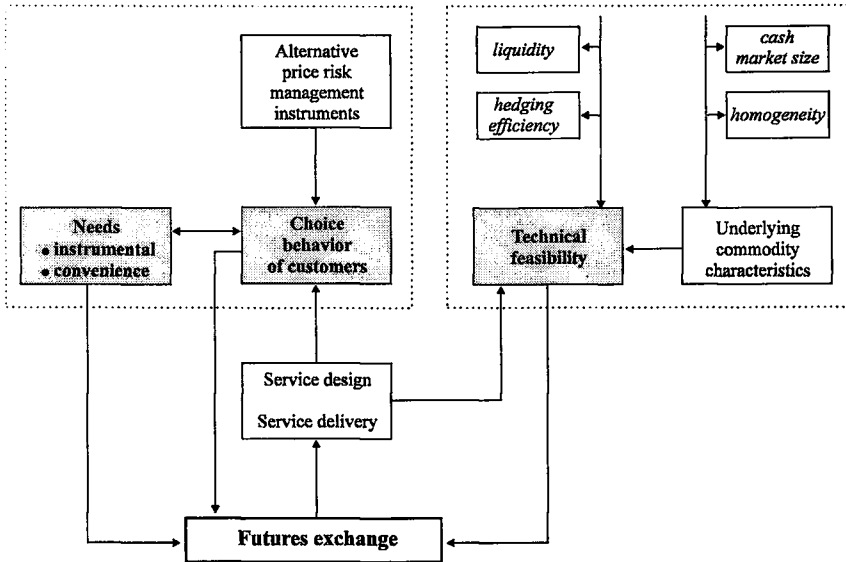 Alternative
price risk
management
instruments
liquidity
hedging
efficiency
cash
market size
homogeneity
Needs
• instrumental
• convenience
Choice
behavior
of customers
Technical
feasibility
Underlying
commodity
characteristics
Service design
Service delivery
Futures exchange